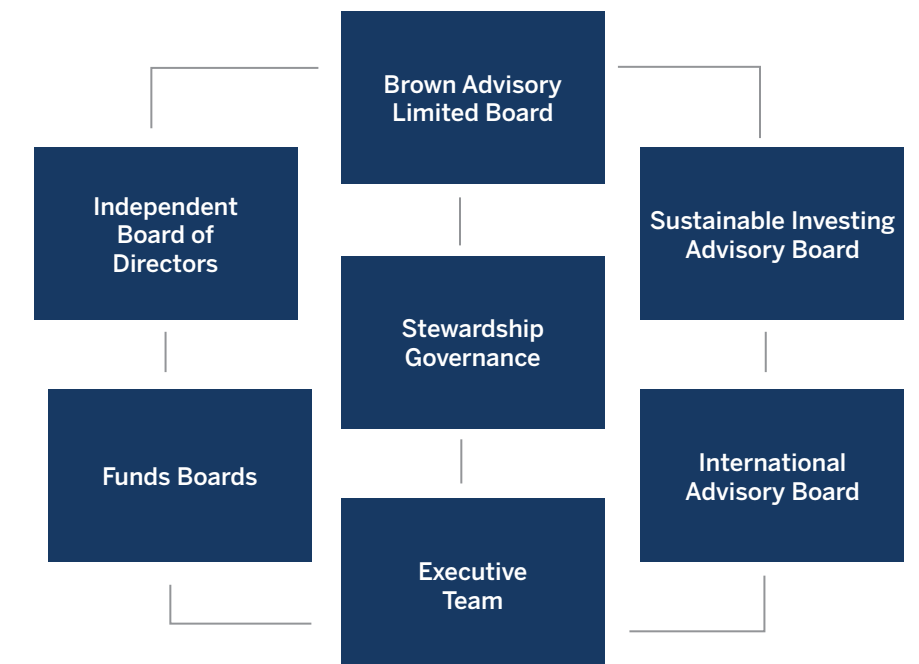 Brown Advisory
Limited Board
Independent
Board of
Directors
Sustainable Investing
Advisory Board
Stewardship
Governance
Funds Boards
International
Advisory Board
Executive
Team